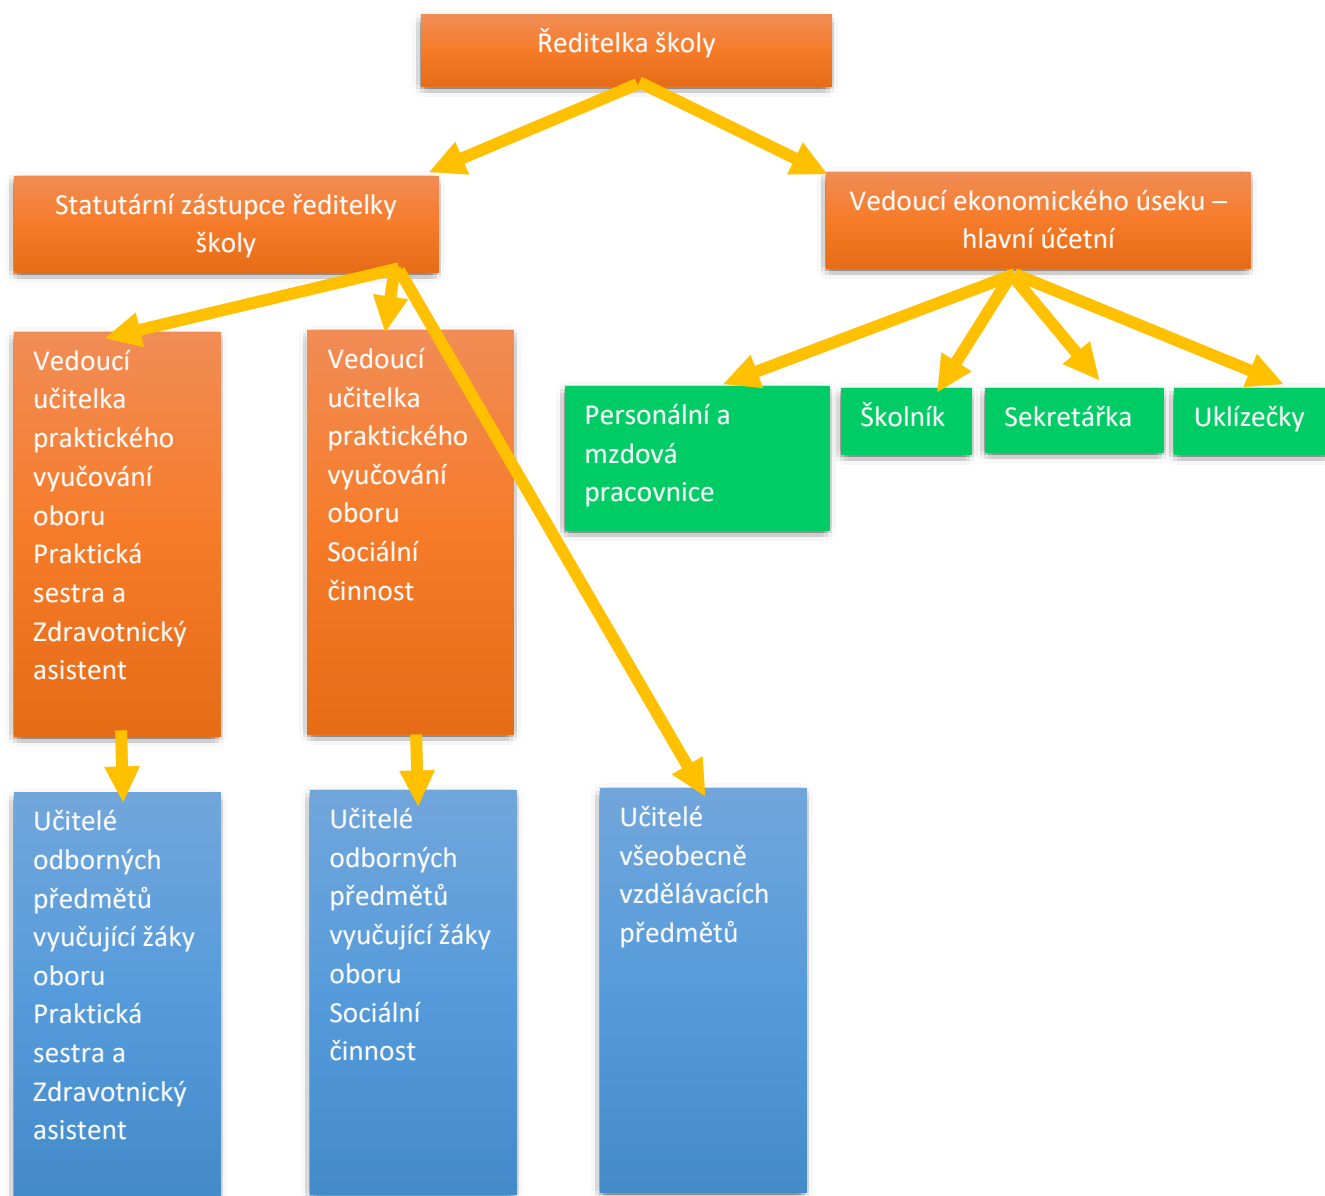 Ředitelka školy
Statutární zástupce ředitelky
školy
Vedoucí ekonomického úseku –
hlavní účetní
Vedoucí
učitelka
praktického
vyučování
oboru
Praktická
sestra a
Zdravotnický
asistent
Vedoucí
učitelka
praktického
vyučování
oboru
Sociální
činnost
Personální a
mzdová
pracovnice
Školník
Sekretářka
Uklízečky
Učitelé
odborných
předmětů
vyučující žáky
oboru
Praktická
sestra a
Zdravotnický
asistent
Učitelé
odborných
předmětů
vyučující žáky
oboru
Sociální
činnost
Učitelé
všeobecně
vzdělávacích
předmětů